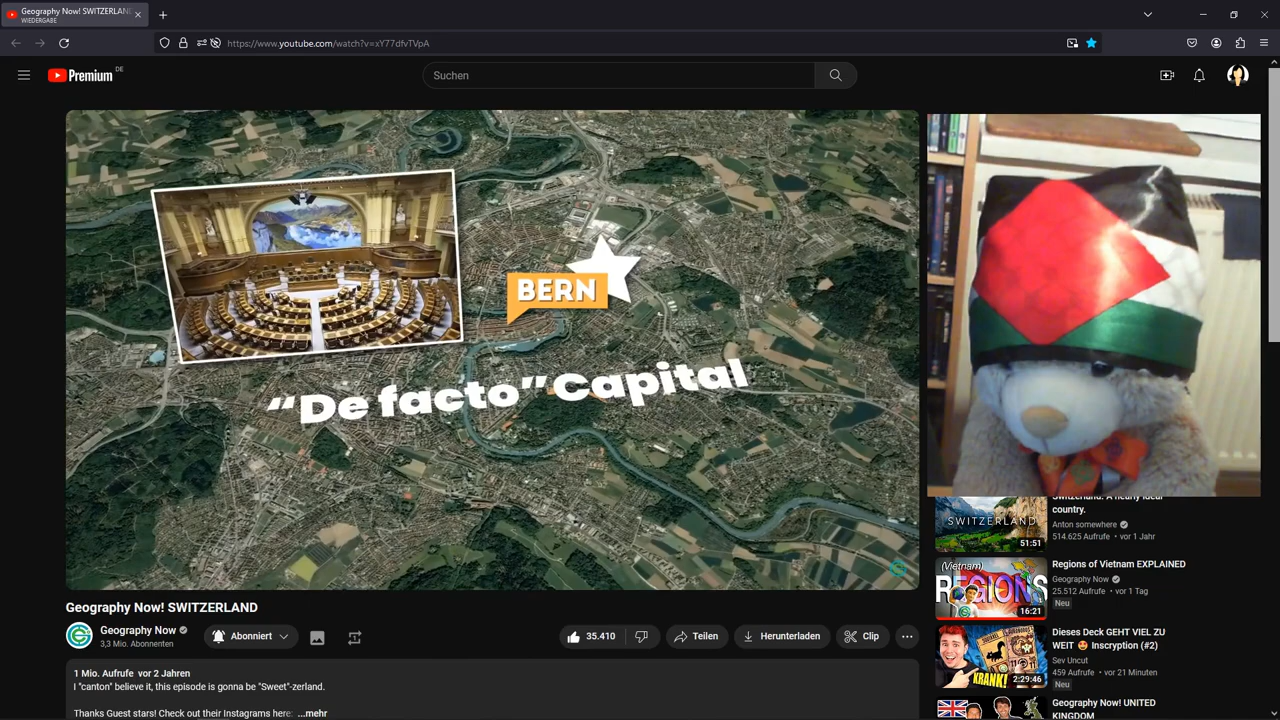 Geography Now! SWITZERLAND
WIEDERGABE
https://www.youtube.com/watch?v=xY77dfvTVpA
Premium DE
Suchen
BERN
"De facto" Capital
Geography Now! SWITZERLAND
Geography Now
3,3 Mio. Abonnenten
Abonniert
35.410
Teilen
Herunterladen
Clip
1 Mio. Aufrufe vor 2 Jahren
I "canton" believe it, this episode is gonna be "Sweet"-zerland.
Thanks Guest stars! Check out their Instagrams here: ...mehr
SWITZERLAND
51:51
Switzerland: A nearly ideal
country.
Anton somewhere
514.625 Aufrufe • vor 1 Jahr
(Vietnam)
REGIONS
16:21
Regions of Vietnam EXPLAINED
Geography Now
25.512 Aufrufe • vor 1 Tag
Neu
KRANK!
2:29:46
Dieses Deck GEHT VIEL ZU
WEIT 🤩 Inscryption (#2)
Sev Uncut
459 Aufrufe • vor 21 Minuten
Neu
Geography Now! UNITED
KINGDOM